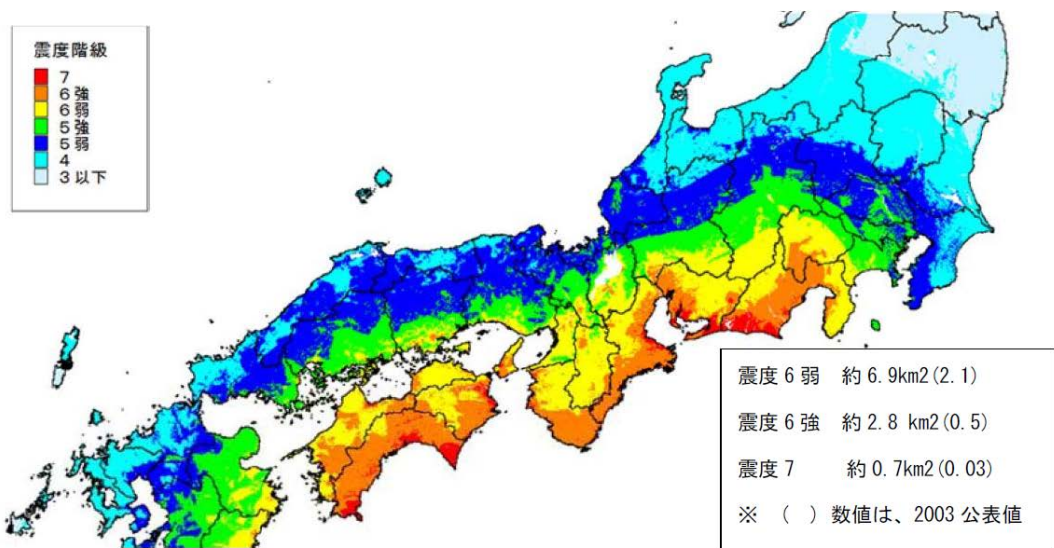 震度階級
7
6強
6弱
5強
5弱
4
3以下
震度6弱 約6.9km2(2.1)
震度6強 約2.8 km2(0.5)
震度7 約0.7km2(0.03)
※ ( )数値は、2003公表値